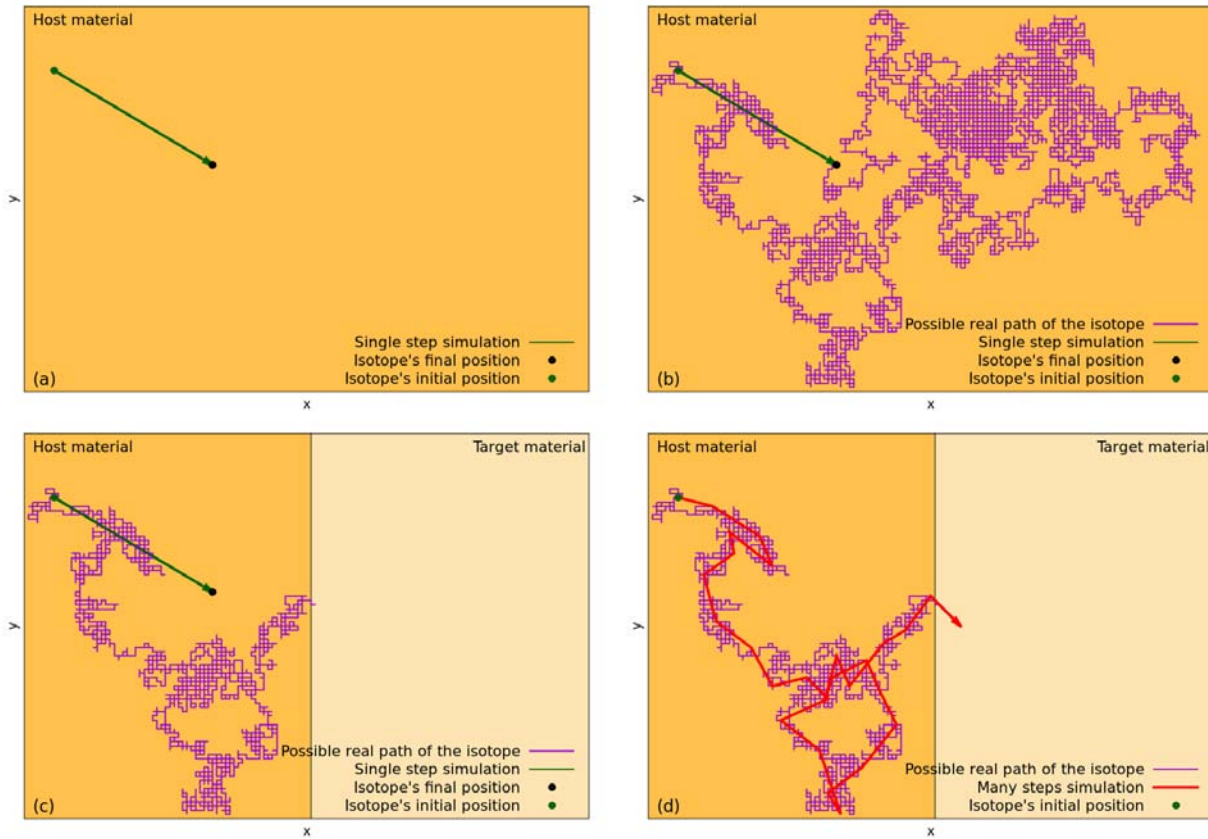 Host material
y
Single step simulation
Isotope's final position
Isotope's initial position
(a)
x
Host material
y
Possible real path of the isotope
Single step simulation
Isotope's final position
Isotope's initial position
(b)
x
Host material
Target material
y
Possible real path of the isotope
Single step simulation
Isotope's final position
Isotope's initial position
(c)
x
Host material
Target material
y
Possible real path of the isotope
Many steps simulation
Isotope's initial position
(d)
x